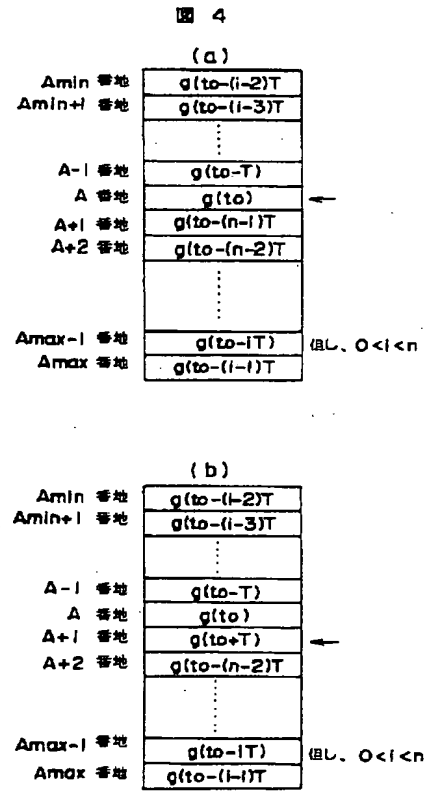 図 4
(a)
Amin 番地 g(to-(i-2)T
Amin+1 番地 g(to-(i-3)T
A-1 番地 g(to-T)
A 番地 g(to)
A+1 番地 g(to-(n-1)T
A+2 番地 g(to-(n-2)T
Amax-1 番地 g(to-iT) 但し、0<i<n
Amax 番地 g(to-(i-1)T
(b)
Amin 番地 g(to-(i-2)T
Amin+1 番地 g(to-(i-3)T
A-1 番地 g(to-T)
A 番地 g(to)
A+1 番地 g(to+T)
A+2 番地 g(to-(n-2)T
Amax-1 番地 g(to-iT) 但し、0<i<n
Amax 番地 g(to-(i-1)T